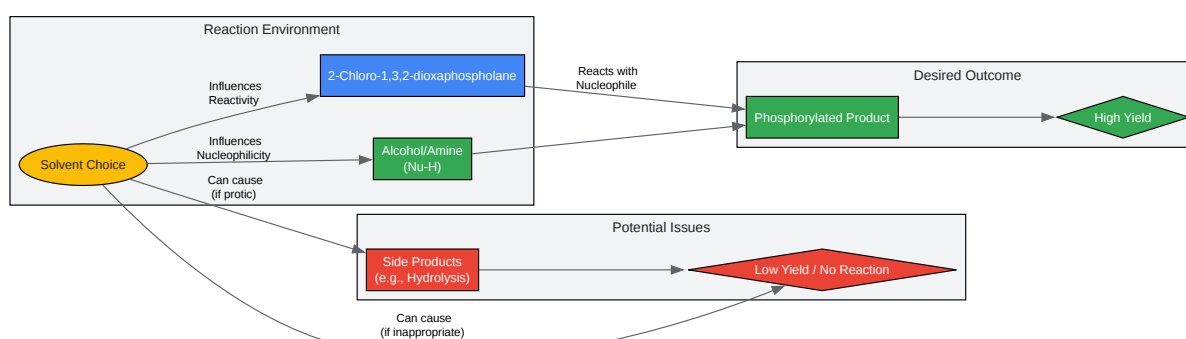 Reaction Environment
2-Chloro-1,3,2-dioxaphospholane
Reacts with
Nucleophile
Desired Outcome
Influences
Reactivity
Phosphorylated Product
High Yield
Influences
Nucleophilicity
Alcohol/Amine
(Nu-H)
Solvent Choice
Can cause
(if protic)
Potential Issues
Side Products
(e.g., Hydrolysis)
Low Yield / No Reaction
Can cause
(if inappropriate)